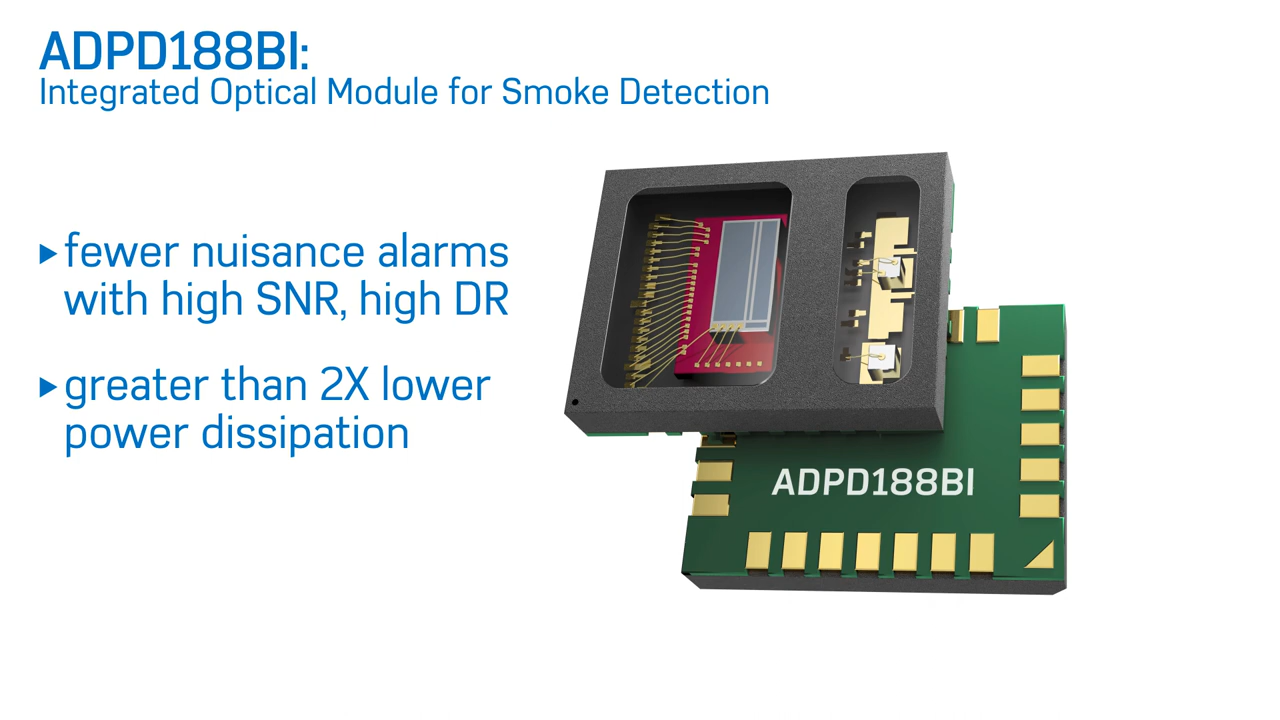 ADPD188BI:
Integrated Optical Module for Smoke Detection
fewer nuisance alarms
with high SNR, high DR
greater than 2X lower
power dissipation
ADPD188BI